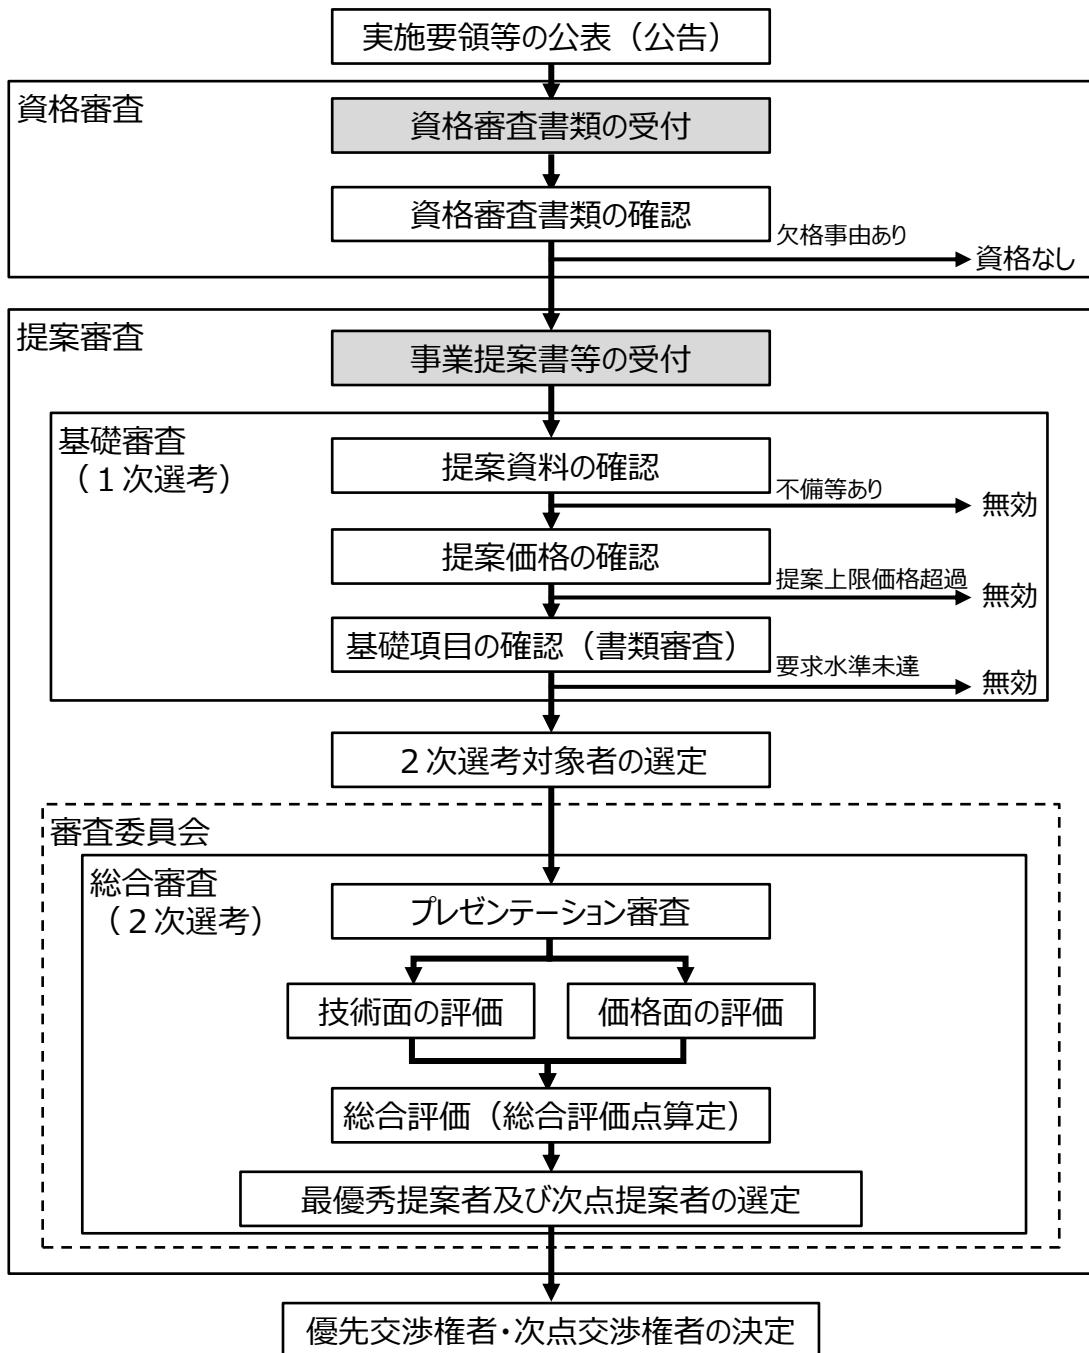 実施要領等の公表（公告）
資格審査
資格審査書類の受付
資格審査書類の確認
欠格事由あり
資格なし
提案審査
事業提案書等の受付
基礎審査
（１次選考）
提案資料の確認
不備等あり
無効
提案価格の確認
提案上限価格超過
無効
基礎項目の確認（書類審査）
要求水準未達
無効
２次選考対象者の選定
審査委員会
総合審査
（２次選考）
プレゼンテーション審査
技術面の評価
価格面の評価
総合評価（総合評価点算定）
最優秀提案者及び次点提案者の選定
優先交渉権者・次点交渉権者の決定